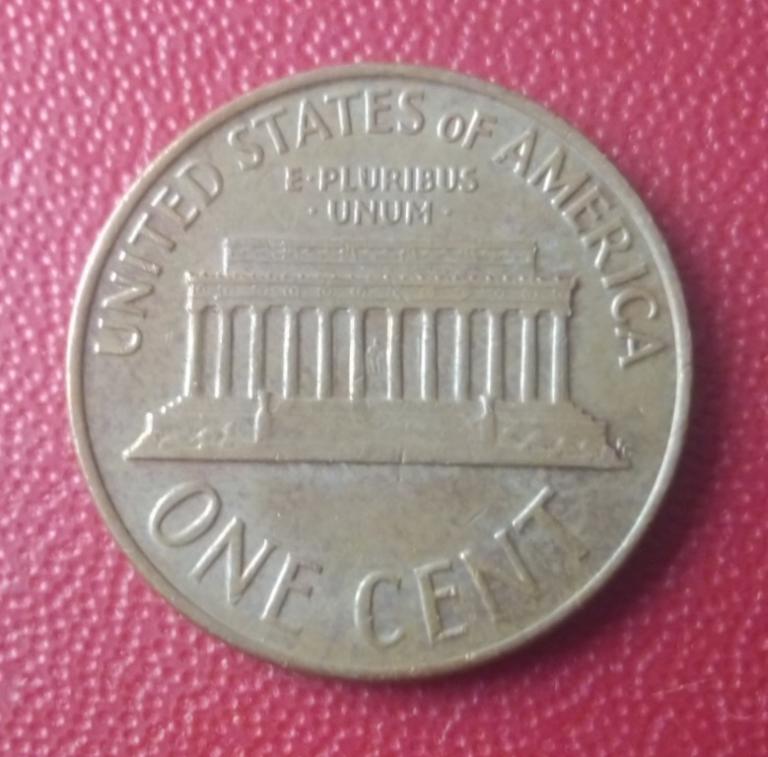 UNITED STATES oF AMERICA
E·PLURIBUS
·UNUM·
ONE CENT